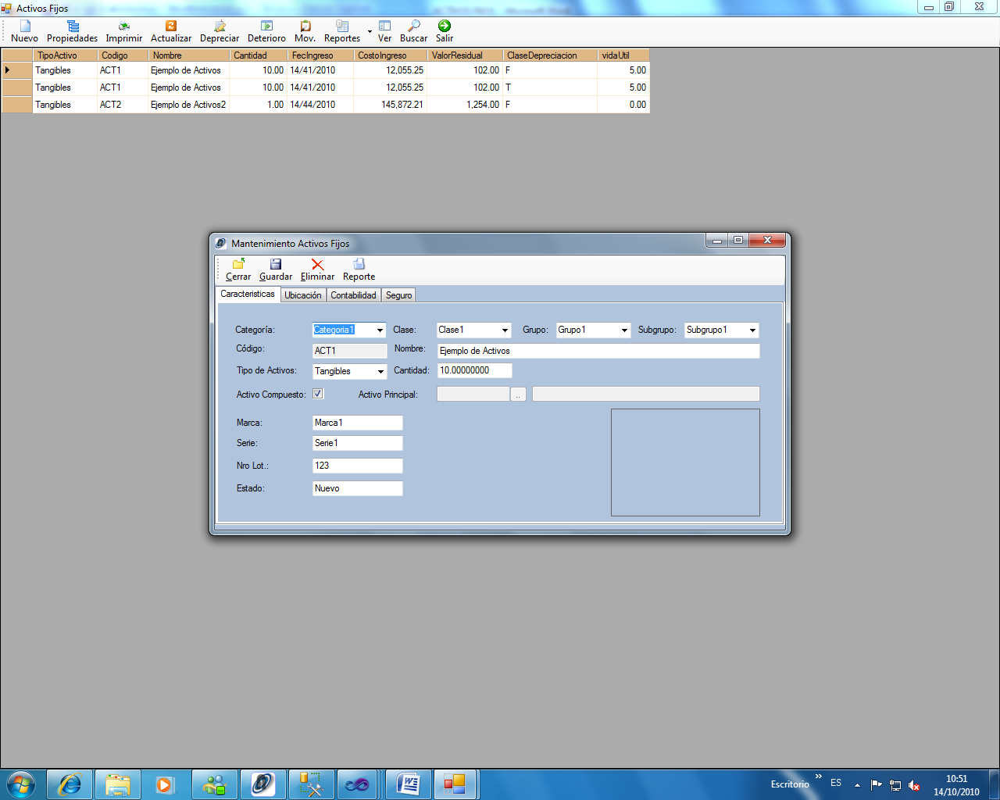 Activos Fijos
Nuevo Propiedades Imprimir Actualizar Depreciar Deterioro Mov. Reportes Ver Buscar Salir
TipoActivo Codigo Nombre Cantidad FecIngreso CostoIngreso ValorResidual ClaseDepreciacion vidaUtil
Tangibles ACT1 Ejemplo de Activos 10.00 14/41/2010 12,055.25 102.00 F 5.00
Tangibles ACT1 Ejemplo de Activos 10.00 14/41/2010 12,055.25 102.00 T 5.00
Tangibles ACT2 Ejemplo de Activos2 1.00 14/44/2010 145,872.21 1,254.00 F 0.00
Mantenimiento Activos Fijos
Cerrar Guardar Eliminar Reporte
Caracteristicas Ubicación Contabilidad Seguro
Categoría: Categoria1 Clase: Clase1 Grupo: Grupo1 Subgrupo: Subgrupo1
Código: ACT1 Nombre: Ejemplo de Activos
Tipo de Activos: Tangibles Cantidad: 10.00000000
Activo Compuesto: Activo Principal: ..
Marca: Marca1
Serie: Serie1
Nro Lot.: 123
Estado: Nuevo
Escritorio » ES 10:51
14/10/2010